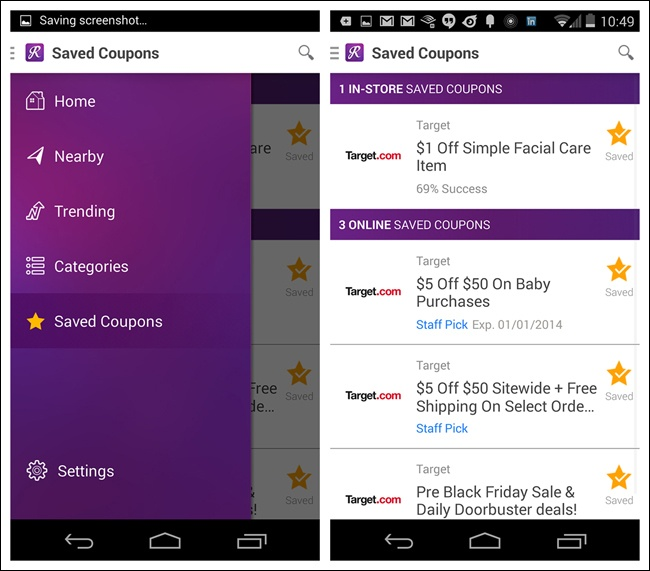 Saving screenshot...
R Saved Coupons
Home
Nearby
Trending
Categories
Saved Coupons
Settings
are
Saved
Saved
Free
de...
Saved
&
s!
Saved
10:49
R Saved Coupons
1 IN-STORE SAVED COUPONS
Target
Target.com
$1 Off Simple Facial Care
Item
69% Success
Saved
3 ONLINE SAVED COUPONS
Target
Target.com
$5 Off $50 On Baby
Purchases
Staff Pick Exp. 01/01/2014
Saved
Target
Target.com
$5 Off $50 Sitewide + Free
Shipping On Select Orde...
Staff Pick
Saved
Target
Target.com
Pre Black Friday Sale &
Daily Doorbuster deals!
Saved